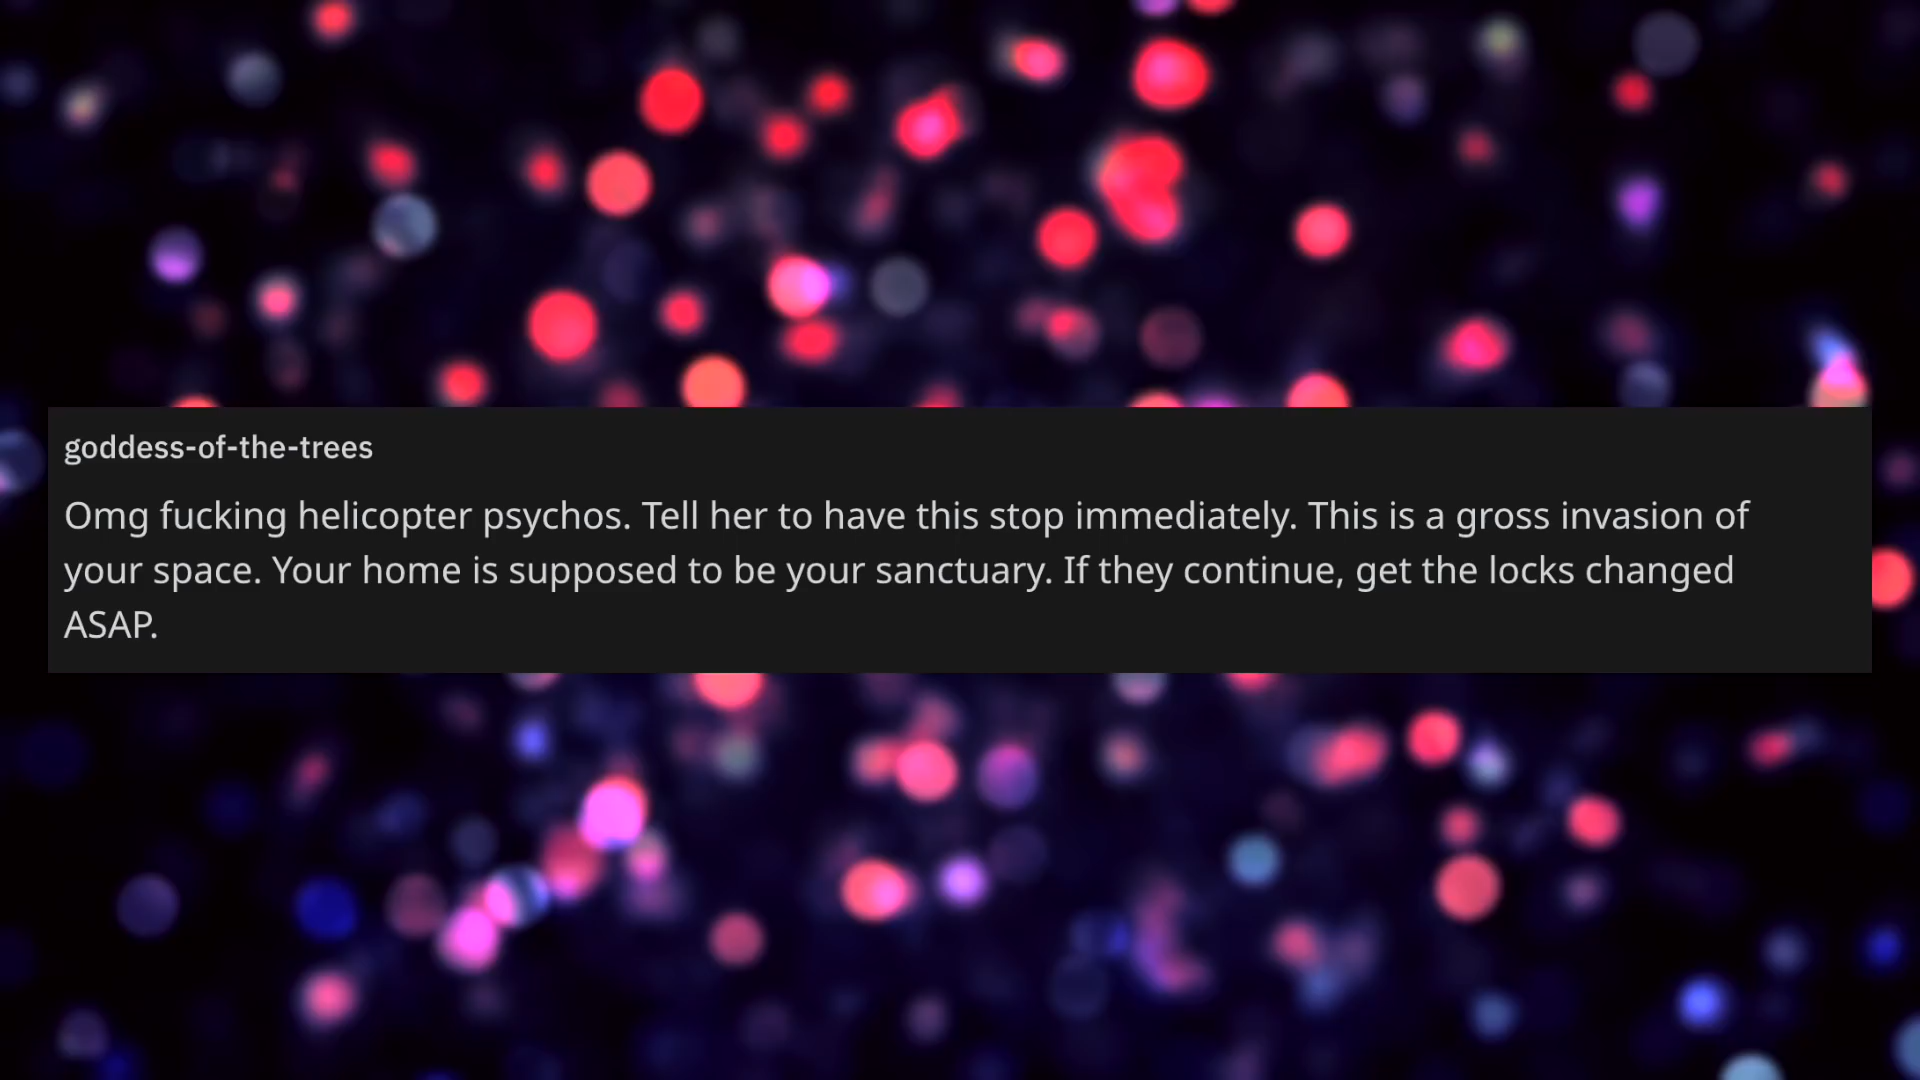 goddess-of-the-trees
Omg fucking helicopter psychos. Tell her to have this stop immediately. This is a gross invasion of
your space. Your home is supposed to be your sanctuary. If they continue, get the locks changed
ASAP.